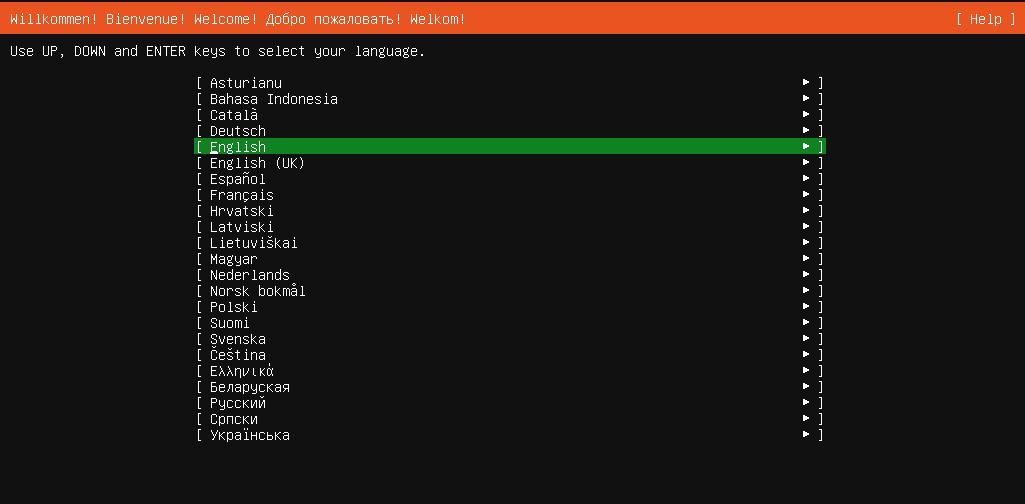 Willkommen! Bienvenue! Welcome! Добро пожаловать! Welkom! [ Help ]
Use UP, DOWN and ENTER keys to select your language.
[ Asturianu ► ]
[ Bahasa Indonesia ► ]
[ Català ► ]
[ Deutsch ► ]
[ English ► ]
[ English (UK) ► ]
[ Español ► ]
[ Français ► ]
[ Hrvatski ► ]
[ Latviski ► ]
[ Lietuviškai ► ]
[ Magyar ► ]
[ Nederlands ► ]
[ Norsk bokmål ► ]
[ Polski ► ]
[ Suomi ► ]
[ Svenska ► ]
[ Čeština ► ]
[ Ελληνικά ► ]
[ Беларуская ► ]
[ Русский ► ]
[ Српски ► ]
[ Українська ► ]